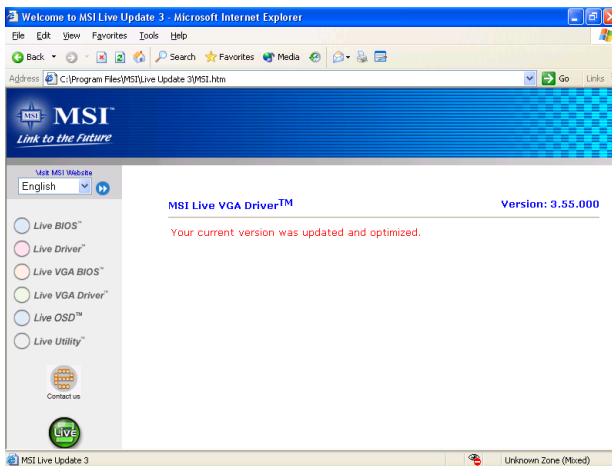 Welcome to MSI Live Update 3 - Microsoft Internet Explorer
File Edit View Favorites Tools Help
Back Search Favorites Media
Address C:\Program Files\MSI\Live Update 3\MSI.htm Go Links
MSI MSI™
Link to the Future
Visit MSI Website
English
MSI Live VGA Driver™ Version: 3.55.000
Your current version was updated and optimized.
Live BIOS™
Live Driver™
Live VGA BIOS™
Live VGA Driver™
Live OSD™
Live Utility™
Contact us
LIVE
MSI Live Update 3 Unknown Zone (Mixed)